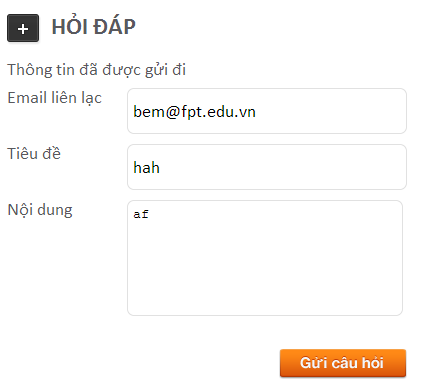 HỎI ĐÁP
Thông tin đã được gửi đi
Email liên lạc
bem@fpt.edu.vn
Tiêu đề
hah
Nội dung
af
Gửi câu hỏi